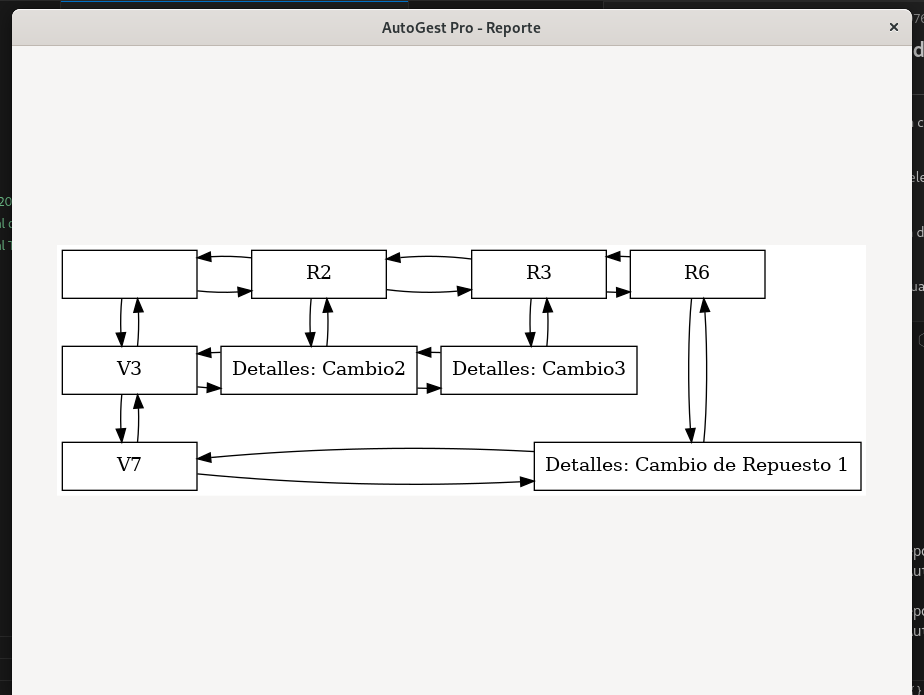 AutoGest Pro - Reporte
R2
R3
R6
V3
Detalles: Cambio2
Detalles: Cambio3
V7
Detalles: Cambio de Repuesto 1